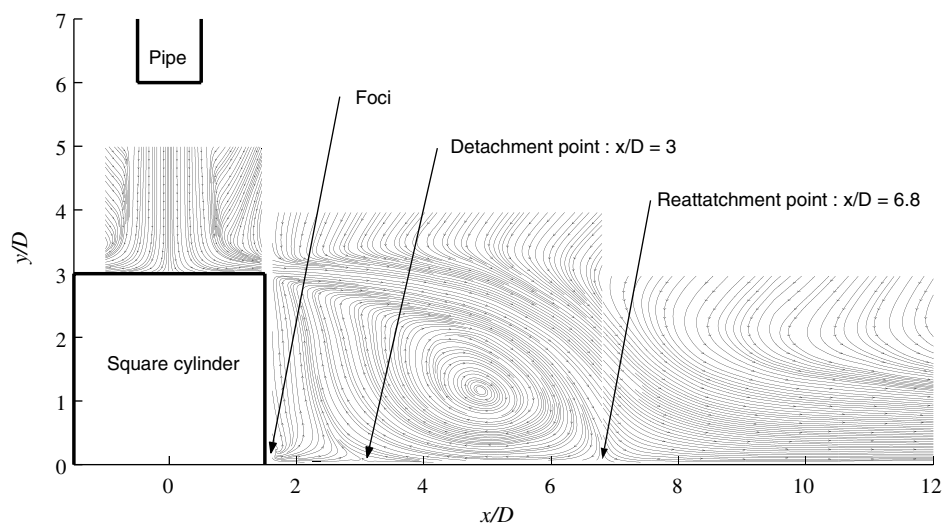 7
Pipe
6
Foci
5
Detachment point : x/D = 3
4
Reattatchment point : x/D = 6.8
y/D
3
2
Square cylinder
1
0
0 2 4 6 8 10 12
x/D